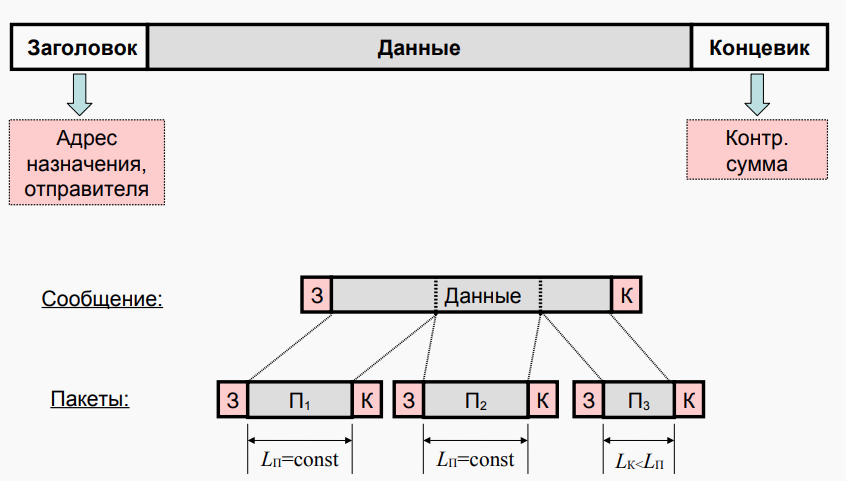 Заголовок Данные Концевик
Адрес
назначения,
отправителя
Контр.
сумма
Сообщение: З Данные К
Пакеты: З П₁ К З П₂ К З П₃ К
Lп=const Lп=const Lк<Lп